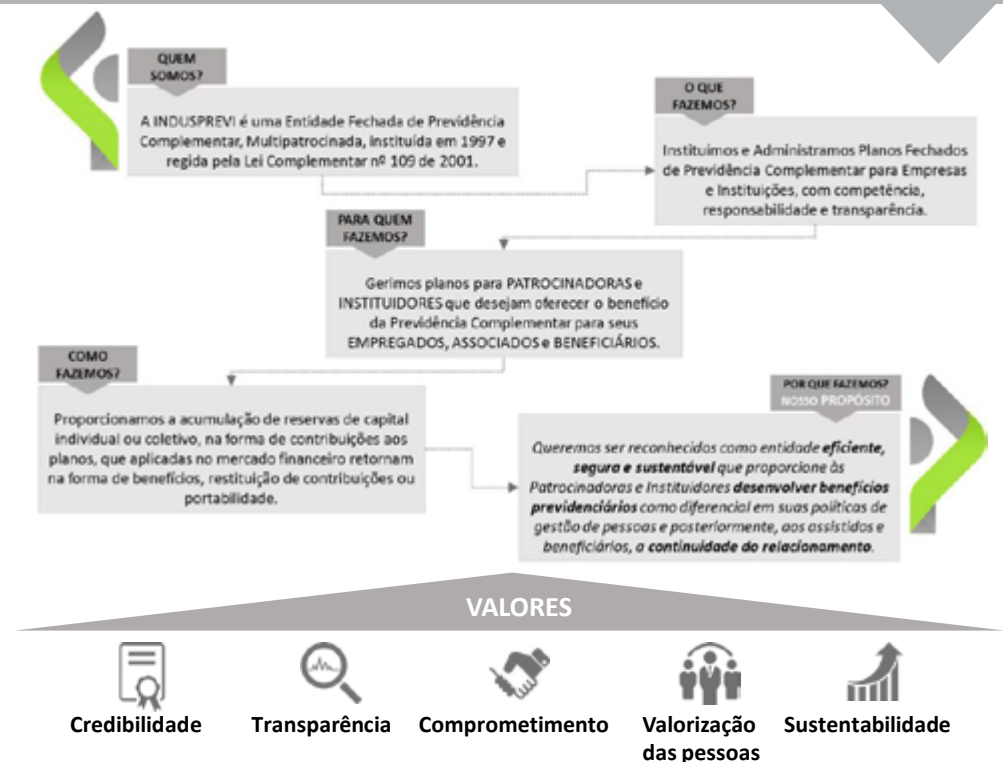 QUEM
SOMOS?
A INDUSPREVI é uma Entidade Fechada de Previdência
Complementar, Multipatrocinada, Instituída em 1997 e
regida pela Lei Complementar nº 109 de 2001.
O QUE
FAZEMOS?
Instituimos e Administramos Planos Fechados
de Previdência Complementar para Empresas
e Instituições, com competência,
responsabilidade e transparência.
PARA QUEM
FAZEMOS?
Gerimos planos para PATROCINADORAS e
INSTITUIDORES que desejam oferecer o benefício
da Previdência Complementar para seus
EMPREGADOS, ASSOCIADOS e BENEFICIÁRIOS.
COMO
FAZEMOS?
Proporcionamos a acumulação de reservas de capital
individual ou coletivo, na forma de contribuições aos
planos, que aplicadas no mercado financeiro retornam
na forma de benefícios, restituição de contribuições ou
portabilidade.
POR QUE FAZEMOS?
NOSSO PROPÓSITO
Queremos ser reconhecidos como entidade eficiente,
segura e sustentável que proporcione às
Patrocinadoras e Instituidores desenvolver benefícios
previdenciários como diferencial em suas políticas de
gestão de pessoas e posteriormente, aos assistidos e
beneficiários, a continuidade do relacionamento.
VALORES
Credibilidade
Transparência
Comprometimento
Valorização
das pessoas
Sustentabilidade